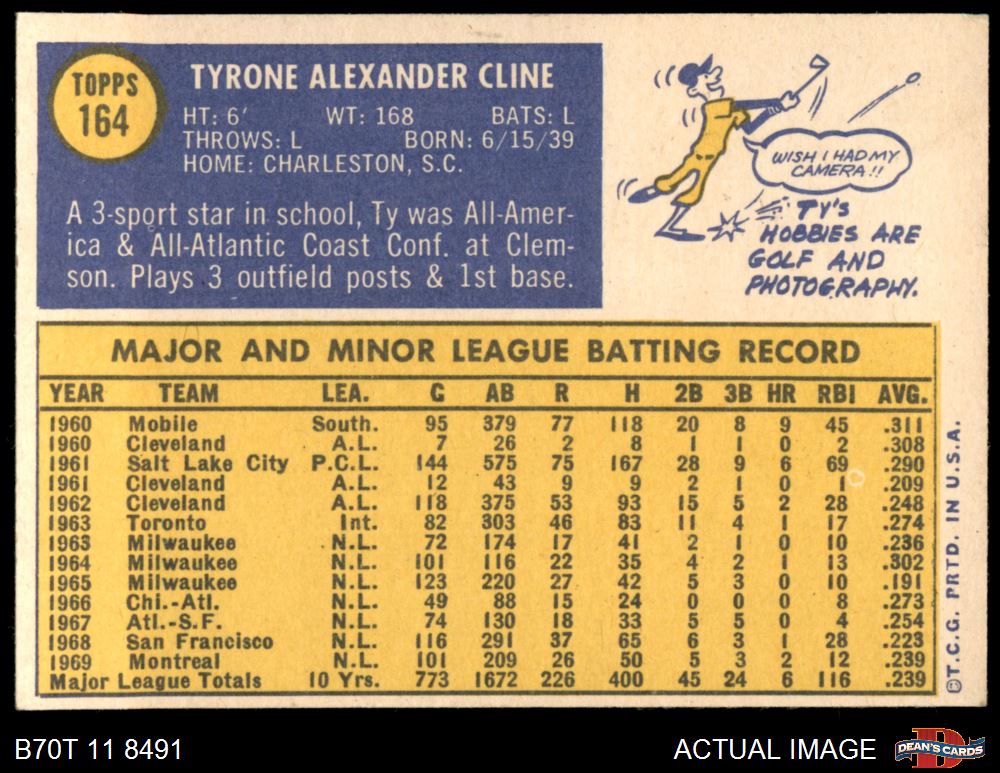 TOPPS
164
TYRONE ALEXANDER CLINE
HT: 6' WT: 168 BATS: L
THROWS: L BORN: 6/15/39
HOME: CHARLESTON, S.C.
A 3-sport star in school, Ty was All-Amer-
ica & All-Atlantic Coast Conf. at Clem-
son. Plays 3 outfield posts & 1st base.
WISH I HAD MY
CAMERA!!
TY'S
HOBBIES ARE
GOLF AND
PHOTOGRAPHY.
MAJOR AND MINOR LEAGUE BATTING RECORD
YEAR TEAM LEA. G AB R H 2B 3B HR RBI AVG.
1960 Mobile South. 95 379 77 118 20 8 9 45 .311
1960 Cleveland A.L. 7 26 2 8 1 1 0 2 .308
1961 Salt Lake City P.C.L. 144 575 75 167 28 9 6 69 .290
1961 Cleveland A.L. 12 43 9 9 2 1 0 1 .209
1962 Cleveland A.L. 118 375 53 93 15 5 2 28 .248
1963 Toronto Int. 82 303 46 83 11 4 1 17 .274
1963 Milwaukee N.L. 72 174 17 41 2 1 0 10 .236
1964 Milwaukee N.L. 101 116 22 35 4 2 1 13 .302
1965 Milwaukee N.L. 123 220 27 42 5 3 0 10 .191
1966 Chi.-Atl. N.L. 49 88 15 24 0 0 0 8 .273
1967 Atl.-S.F. N.L. 74 130 18 33 5 5 0 4 .254
1968 San Francisco N.L. 116 291 37 65 6 3 1 28 .223
1969 Montreal N.L. 101 209 26 50 5 3 2 12 .239
Major League Totals 10 Yrs. 773 1672 226 400 45 24 6 116 .239
©T.C.G. PRTD. IN U.S.A.
B70T 11 8491
ACTUAL IMAGE
D
DEAN'S CARDS